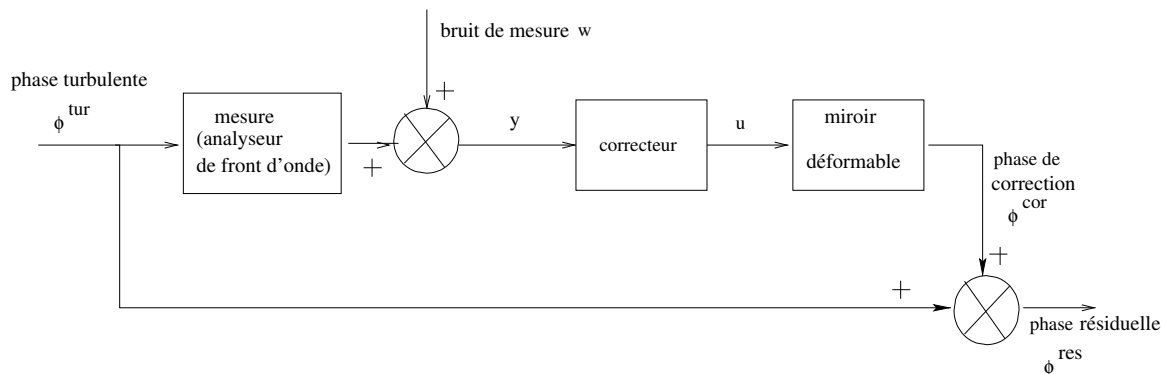 bruit de mesure w
+
phase turbulente
ϕ tur
mesure
(analyseur
de front d'onde)
+
y
correcteur
u
miroir
déformable
phase de
correction
ϕ cor
+
+
phase résiduelle
ϕ res